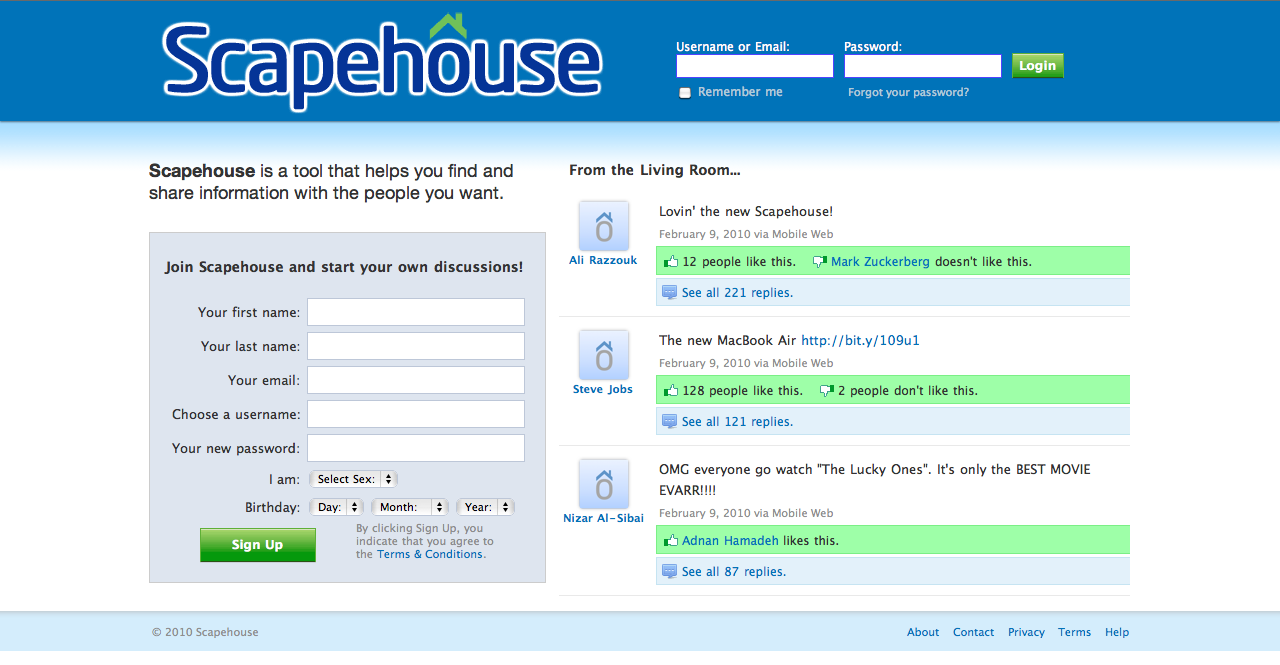 Scapehouse
Username or Email:
Password:
Login
Remember me
Forgot your password?
Scapehouse is a tool that helps you find and
share information with the people you want.
Join Scapehouse and start your own discussions!
Your first name:
Your last name:
Your email:
Choose a username:
Your new password:
I am: Select Sex:
Birthday: Day: Month: Year:
Sign Up
By clicking Sign Up, you
indicate that you agree to
the Terms & Conditions.
From the Living Room...
Ali Razzouk
Lovin' the new Scapehouse!
February 9, 2010 via Mobile Web
12 people like this. Mark Zuckerberg doesn't like this.
See all 221 replies.
Steve Jobs
The new MacBook Air http://bit.y/109u1
February 9, 2010 via Mobile Web
128 people like this. 2 people don't like this.
See all 121 replies.
Nizar Al-Sibai
OMG everyone go watch "The Lucky Ones". It's only the BEST MOVIE
EVARR!!!!
February 9, 2010 via Mobile Web
Adnan Hamadeh likes this.
See all 87 replies.
© 2010 Scapehouse
About Contact Privacy Terms Help